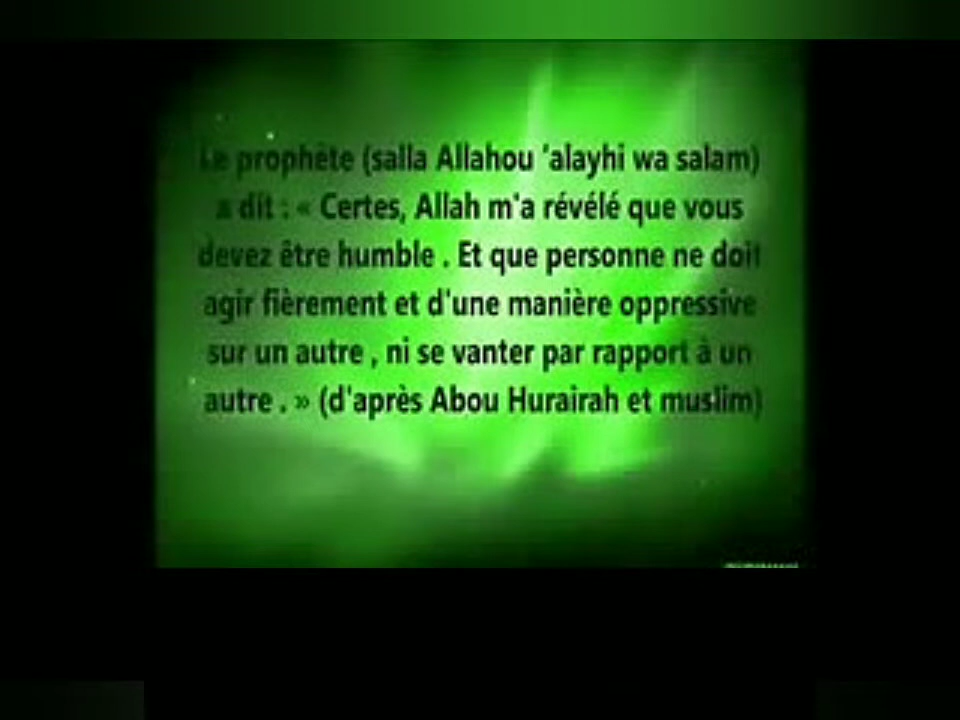 Le prophète (salla Allahou 'alayhi wa salam)
a dit : « Certes, Allah m'a révélé que vous
devez être humble . Et que personne ne doit
agir fièrement et d'une manière oppressive
sur un autre , ni se vanter par rapport à un
autre . » (d'après Abou Hurairah et muslim)